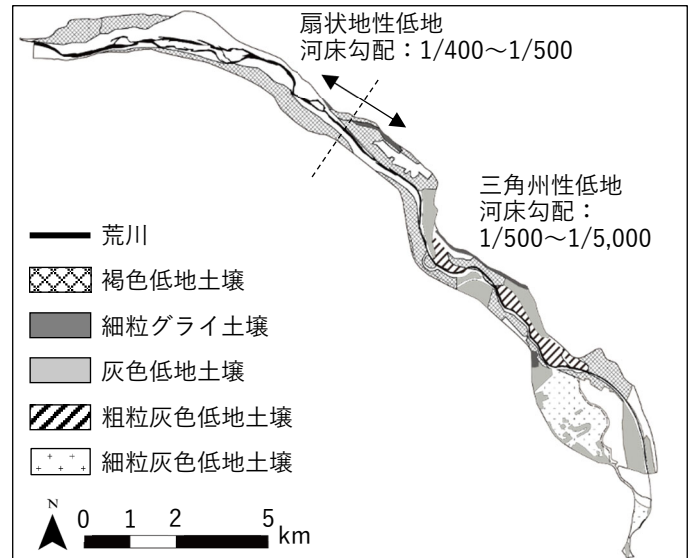 扇状地性低地
河床勾配：1/400～1/500
三角州性低地
河床勾配：
1/500～1/5,000
荒川
褐色低地土壌
細粒グライ土壌
灰色低地土壌
粗粒灰色低地土壌
細粒灰色低地土壌
N
0 1 2 5 km